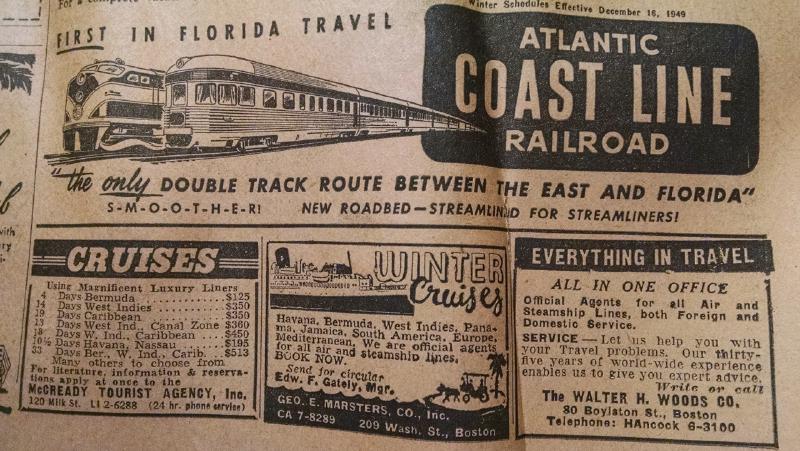 For a complete
Winter Schedules Effective December 16, 1949
FIRST IN FLORIDA TRAVEL
ATLANTIC
COAST LINE
RAILROAD
"the only DOUBLE TRACK ROUTE BETWEEN THE EAST AND FLORIDA"
S-M-O-O-T-H-E-R! NEW ROADBED—STREAMLINED FOR STREAMLINERS!
CRUISES
Using Magnificent Luxury Liners
4 Days Bermuda $125
14 Days West Indies $350
19 Days Caribbean $350
13 Days West Ind., Canal Zone $360
18 Days W. Ind., Caribbean $450
10½ Days Havana, Nassau $195
33 Days Ber., W. Ind., Carib. $513
Many others to choose from
For literature, information & reserva-
tions apply at once to the
McCREADY TOURIST AGENCY, Inc.
120 Milk St. LI 2-6288 (24 hr. phone service)
WINTER
Cruises
Havana, Bermuda, West Indies, Pana-
ma, Jamaica, South America, Europe,
Mediterranean. We are official agents
for all air and steamship lines.
BOOK NOW.
Send for circular
Edw. F. Gately, Mgr.
GEO. E. MARSTERS, CO., Inc.
CA 7-8289 209 Wash. St., Boston
EVERYTHING IN TRAVEL
ALL IN ONE OFFICE
Official Agents for all Air and
Steamship Lines, both Foreign and
Domestic Service.
SERVICE — Let us help you with
your Travel problems. Our thirty-
five years of world-wide experience
enables us to give you expert advice.
Write or call
The WALTER H. WOODS CO.
80 Boylston St., Boston
Telephone: HAncock 6-3100
with